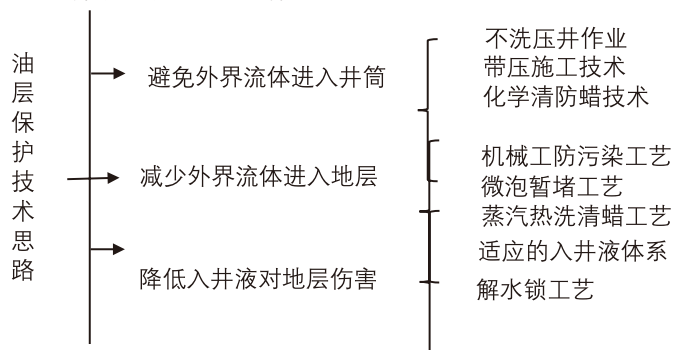 油层保护技术思路
避免外界流体进入井筒
减少外界流体进入地层
降低入井液对地层伤害
不洗压井作业
带压施工技术
化学清防蜡技术
机械工防污染工艺
微泡暂堵工艺
蒸汽热洗清蜡工艺
适应的入井液体系
解水锁工艺